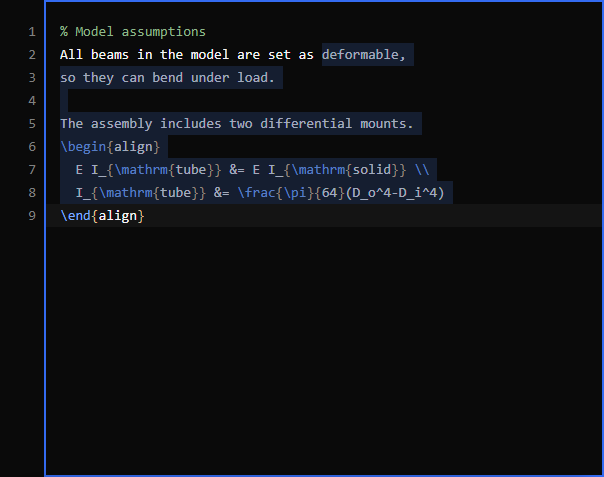 1 % Model assumptions
2 All beams in the model are set as deformable,
3 so they can bend under load.
4
5 The assembly includes two differential mounts.
6 \begin{align}
7   E I_{\mathrm{tube}} &= E I_{\mathrm{solid}} \\
8   I_{\mathrm{tube}} &= \frac{\pi}{64}(D_o^4-D_i^4)
9 \end{align}